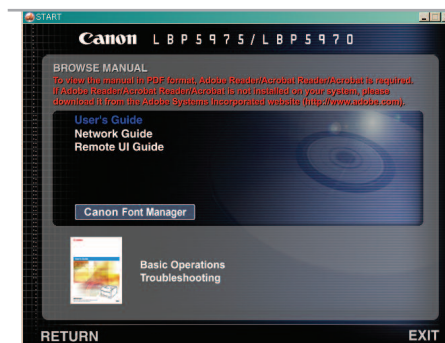 START
Canon LBP5975/LBP5970
BROWSE MANUAL
To view the manual in PDF format, Adobe Reader/Acrobat Reader/Acrobat is required.
If Adobe Reader/Acrobat Reader/Acrobat is not installed on your system, please
download it from the Adobe Systems Incorporated website (http://www.adobe.com).
User's Guide
Network Guide
Remote UI Guide
Canon Font Manager
Basic Operations
Troubleshooting
RETURN
EXIT